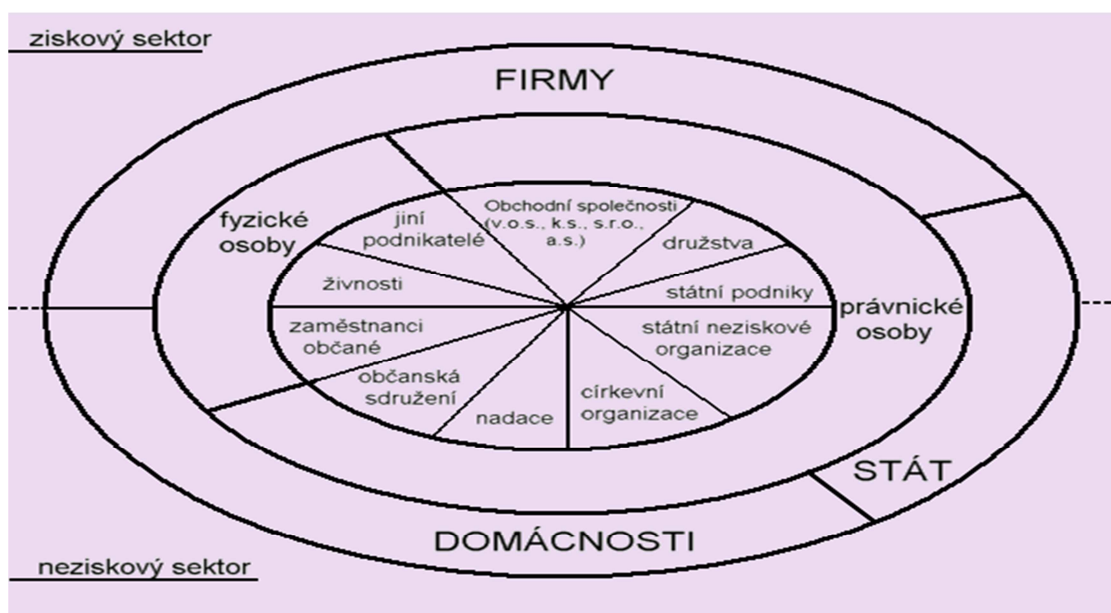 ziskový sektor
FIRMY
fyzické
osoby
jiní
podnikatelé
Obchodní společnosti
(v.o.s., k.s., s.r.o.,
a.s.)
družstva
živnosti
státní podniky
právnické
osoby
zaměstnanci
občané
státní neziskové
organizace
občanská
sdružení
nadace
církevní
organizace
STÁT
DOMÁCNOSTI
neziskový sektor